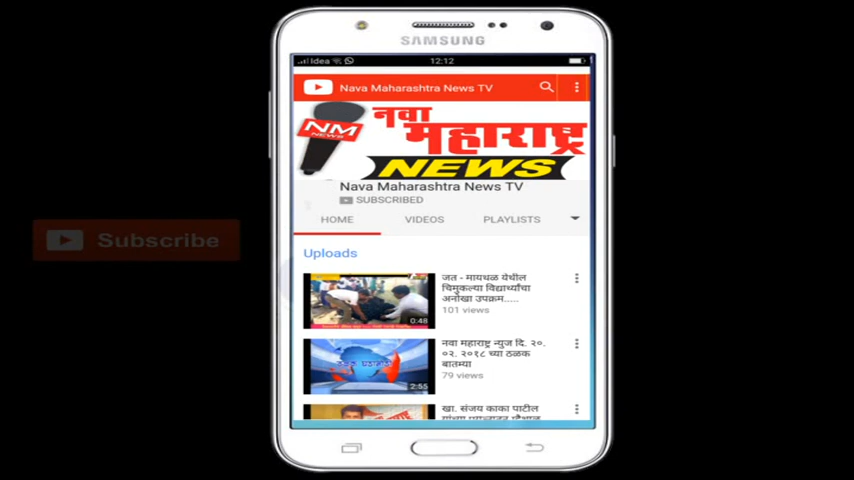 SAMSUNG
Idea 12:12
Nava Maharashtra News TV
NM
NEWS
नवा
महाराष्ट्र
NEWS
Nava Maharashtra News TV
SUBSCRIBED
HOME VIDEOS PLAYLISTS
Subscribe
Uploads
जत - मायथळ येथील
चिमुकल्या विद्यार्थ्यांचा
अनोखा उपक्रम.....
101 views
0:48
नवा महाराष्ट्र न्युज दि. २०.
०२. २०१८ च्या ठळक
बातम्या
79 views
2:55
खा. संजय काका पाटील